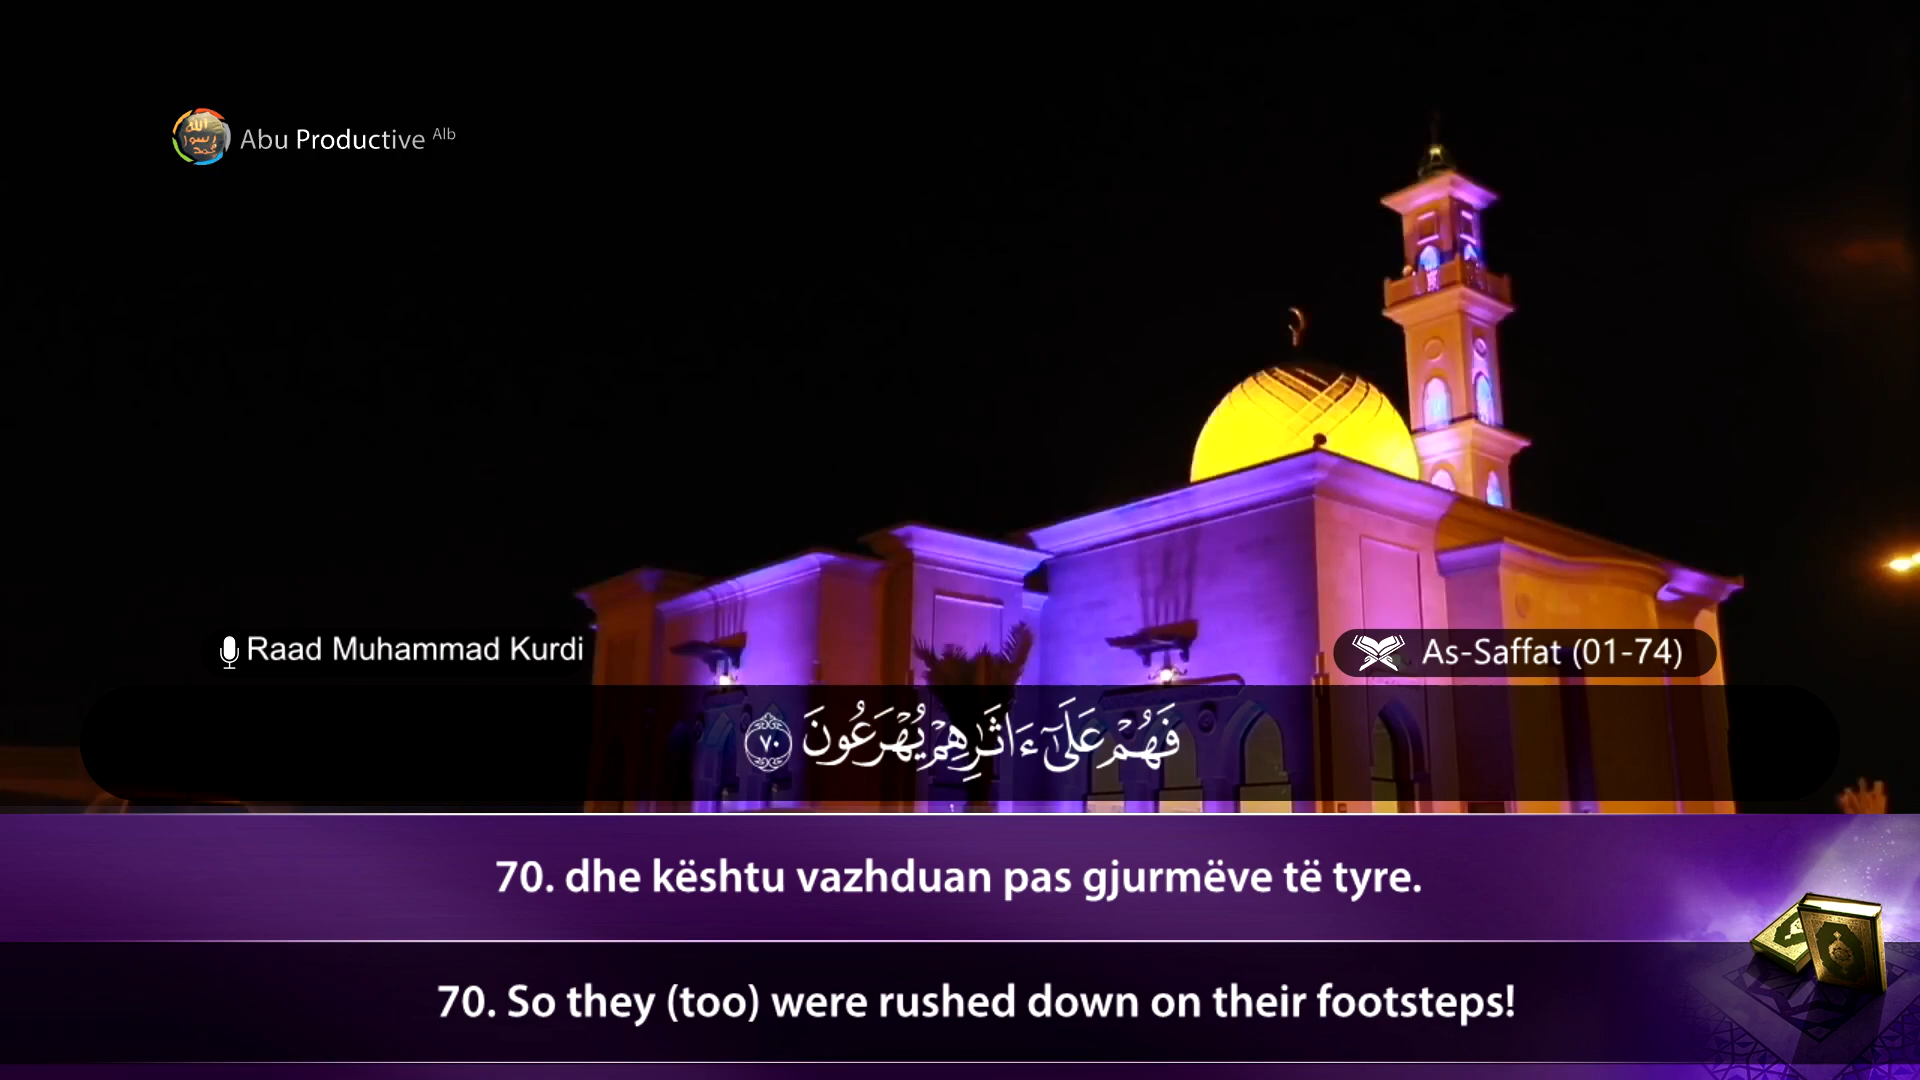 Abu Productive Alb
Raad Muhammad Kurdi
As-Saffat (01-74)
فَهُمْ عَلَىٰٓ ءَاثَٰرِهِمْ يُهْرَعُونَ ٧٠
70. dhe kështu vazhduan pas gjurmëve të tyre.
70. So they (too) were rushed down on their footsteps!